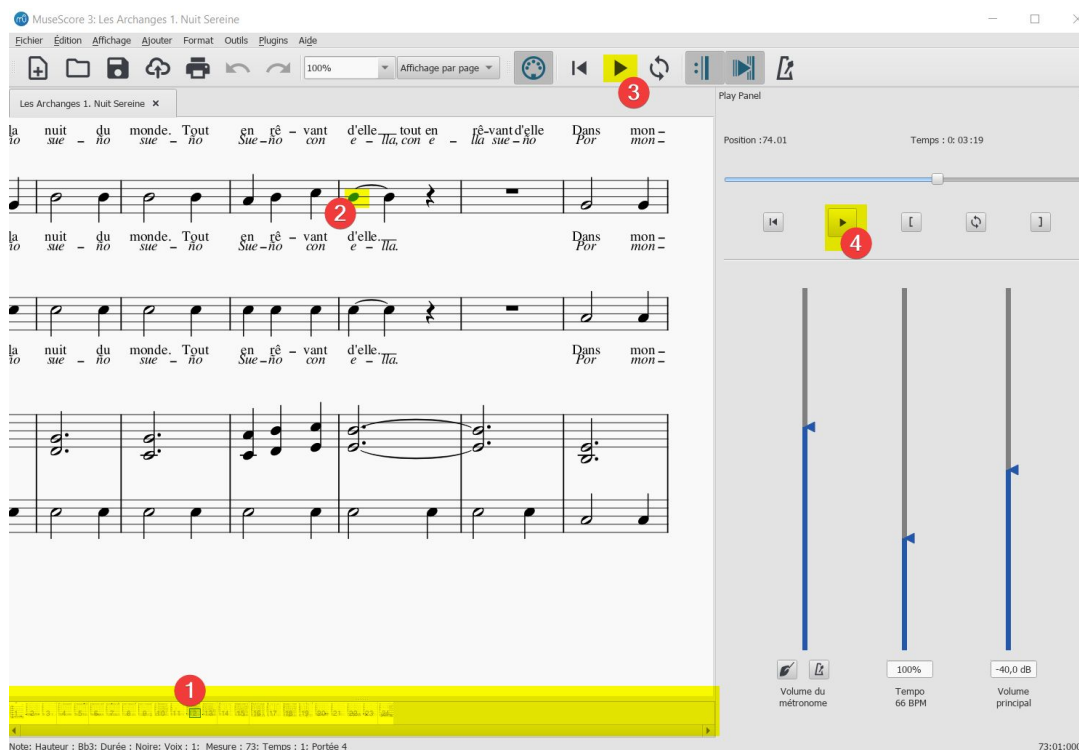 MuseScore 3: Les Archanges 1. Nuit Sereine
Fichier Édition Affichage Ajouter Format Outils Plugins Aide
100% Affichage par page
3
Les Archanges 1. Nuit Sereine
Play Panel
la nuit du monde. Tout en rê - vant d'elle tout en rê-vant d'elle Dans mon -
ño sue - ño sue - ño Sue - ño con e - lla, con e - lla sue - ño Por mon -
Position :74.01 Temps : 0: 03:19
2
4
la nuit du monde. Tout en rê - vant d'elle. Dans mon -
ño sue - ño sue - ño Sue - ño con e - lla. Por mon -
la nuit du monde. Tout en rê - vant d'elle. Dans mon -
ño sue - ño sue - ño Sue - ño con e - lla. Por mon -
1
100% -40,0 dB
Volume du métronome
Tempo 66 BPM
Volume principal
Note: Hauteur : Bb3: Durée : Noire: Voix : 1: Mesure : 73: Temps : 1: Portée 4
73:01:000